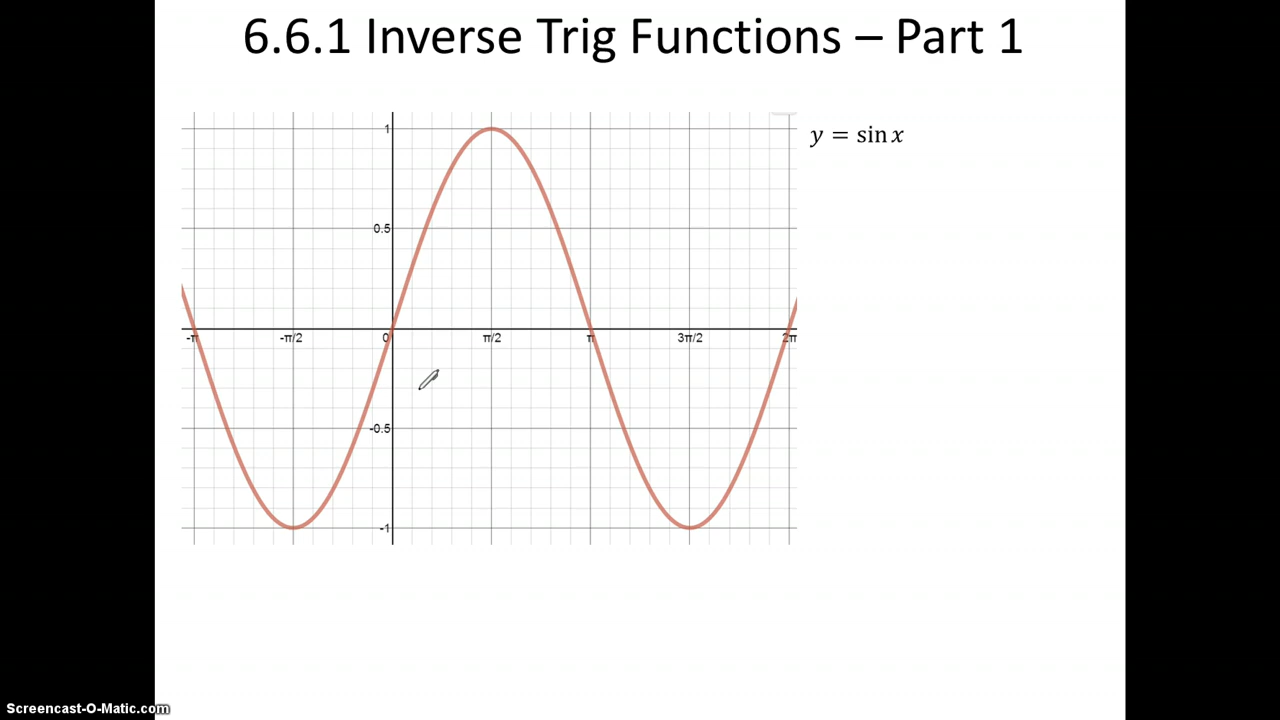 6.6.1 Inverse Trig Functions – Part 1
y = sin x
1
0.5
-π -π/2 0 π/2 π 3π/2 2π
-0.5
-1
Screencast-O-Matic.com